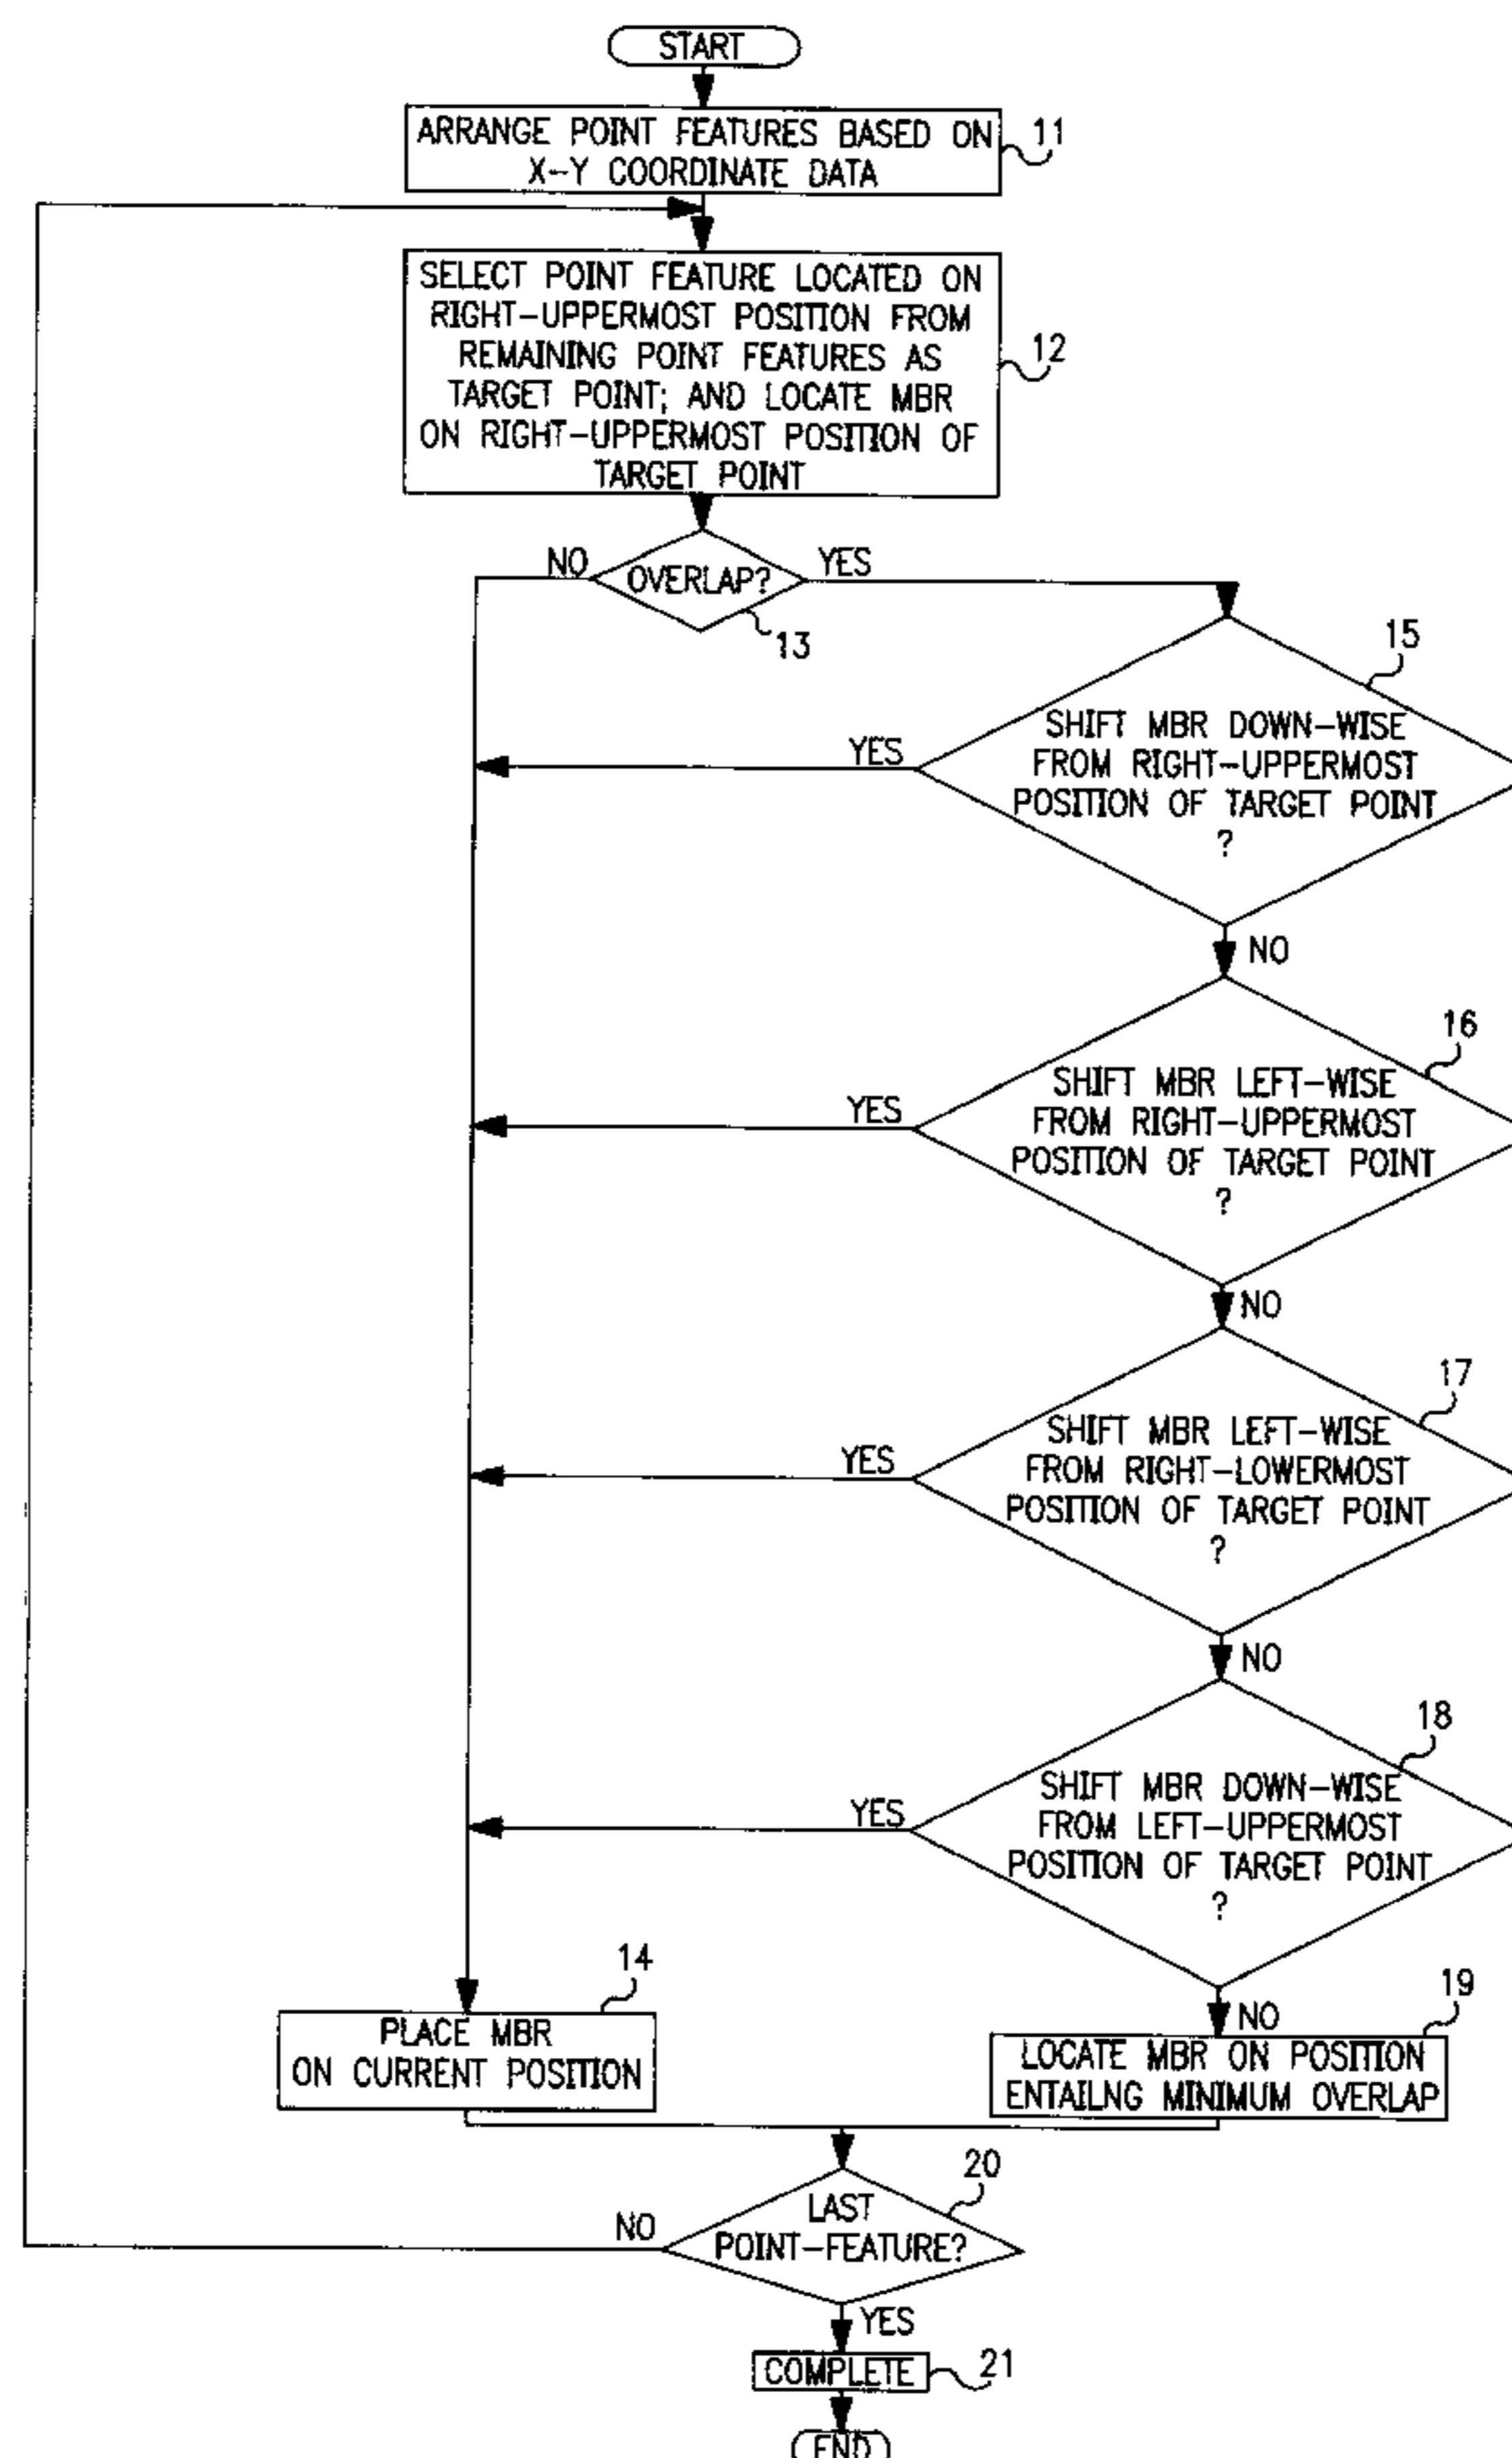 START
ARRANGE POINT FEATURES BASED ON
X-Y COORDINATE DATA
11
SELECT POINT FEATURE LOCATED ON
RIGHT-UPPERMOST POSITION FROM
REMAINING POINT FEATURES AS
TARGET POINT; AND LOCATE MBR
ON RIGHT-UPPERMOST POSITION OF
TARGET POINT
12
NO
OVERLAP?
YES
13
15
SHIFT MBR DOWN-WISE
FROM RIGHT-UPPERMOST
POSITION OF TARGET POINT
?
YES
NO
16
SHIFT MBR LEFT-WISE
FROM RIGHT-UPPERMOST
POSITION OF TARGET POINT
?
YES
NO
17
SHIFT MBR LEFT-WISE
FROM RIGHT-LOWERMOST
POSITION OF TARGET POINT
?
YES
NO
18
SHIFT MBR DOWN-WISE
FROM LEFT-UPPERMOST
POSITION OF TARGET POINT
?
YES
NO
14
PLACE MBR
ON CURRENT POSITION
19
LOCATE MBR ON POSITION
ENTAILNG MINIMUM OVERLAP
20
LAST
POINT-FEATURE?
NO
YES
COMPLETE
21
END